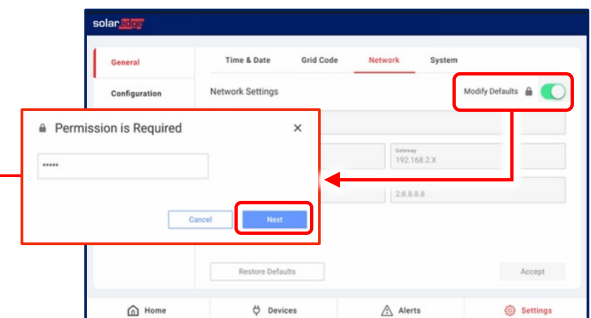 solaredge
General
Time & Date Grid Code Network System
Configuration
Network Settings
Modify Defaults
Permission is Required
*****
Gateway
192.168.2.X
2:8.8.8.8
Cancel Next
Restore Defaults Accept
Home Devices Alerts Settings